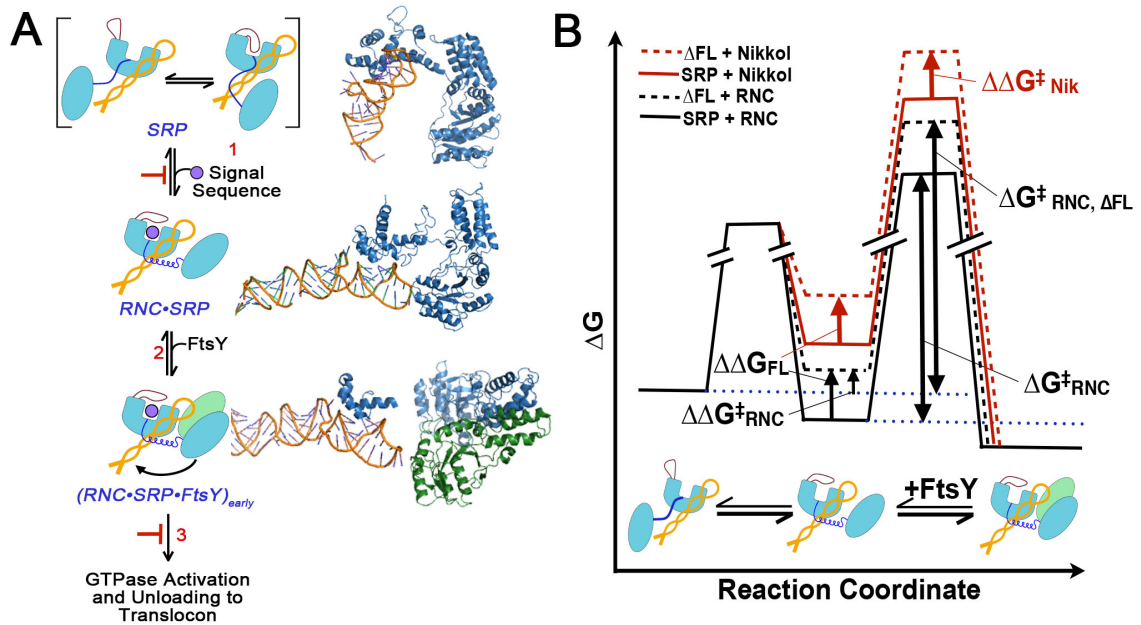 A
SRP
1
Signal
Sequence
RNC•SRP
2
FtsY
(RNC•SRP•FtsY)early
3
GTPase Activation
and Unloading to
Translocon
B
ΔFL + Nikkol
SRP + Nikkol
ΔFL + RNC
SRP + RNC
ΔΔG‡ Nik
ΔG‡ RNC, ΔFL
ΔΔGFL
ΔG‡RNC
ΔΔG‡RNC
ΔG
+FtsY
Reaction Coordinate